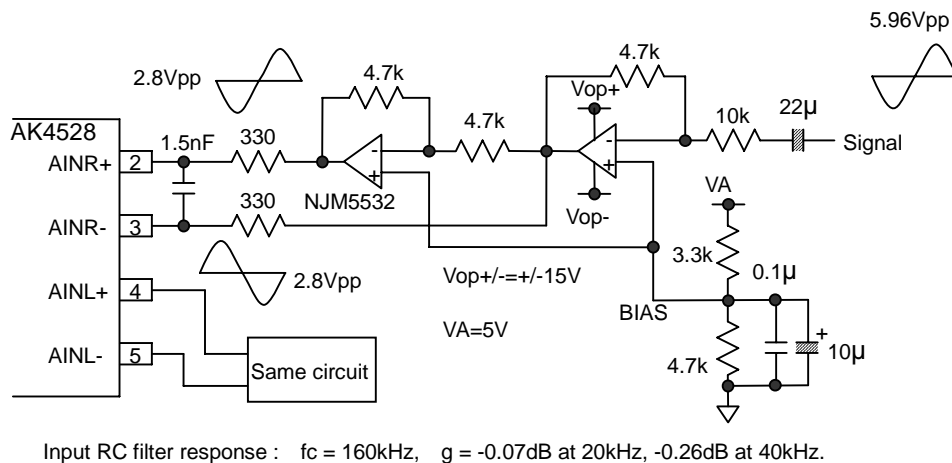 5.96Vpp
2.8Vpp
4.7k
4.7k
Vop+
22µ
AK4528
10k
Signal
4.7k
330
1.5nF
AINR+
2
-
+
-
+
NJM5532
VA
330
Vop-
AINR-
3
3.3k
0.1µ
Vop+/-=+/-15V
2.8Vpp
AINL+
4
BIAS
+
VA=5V
AINL-
5
4.7k
10µ
Same circuit
Input RC filter response : fc = 160kHz, g = -0.07dB at 20kHz, -0.26dB at 40kHz.